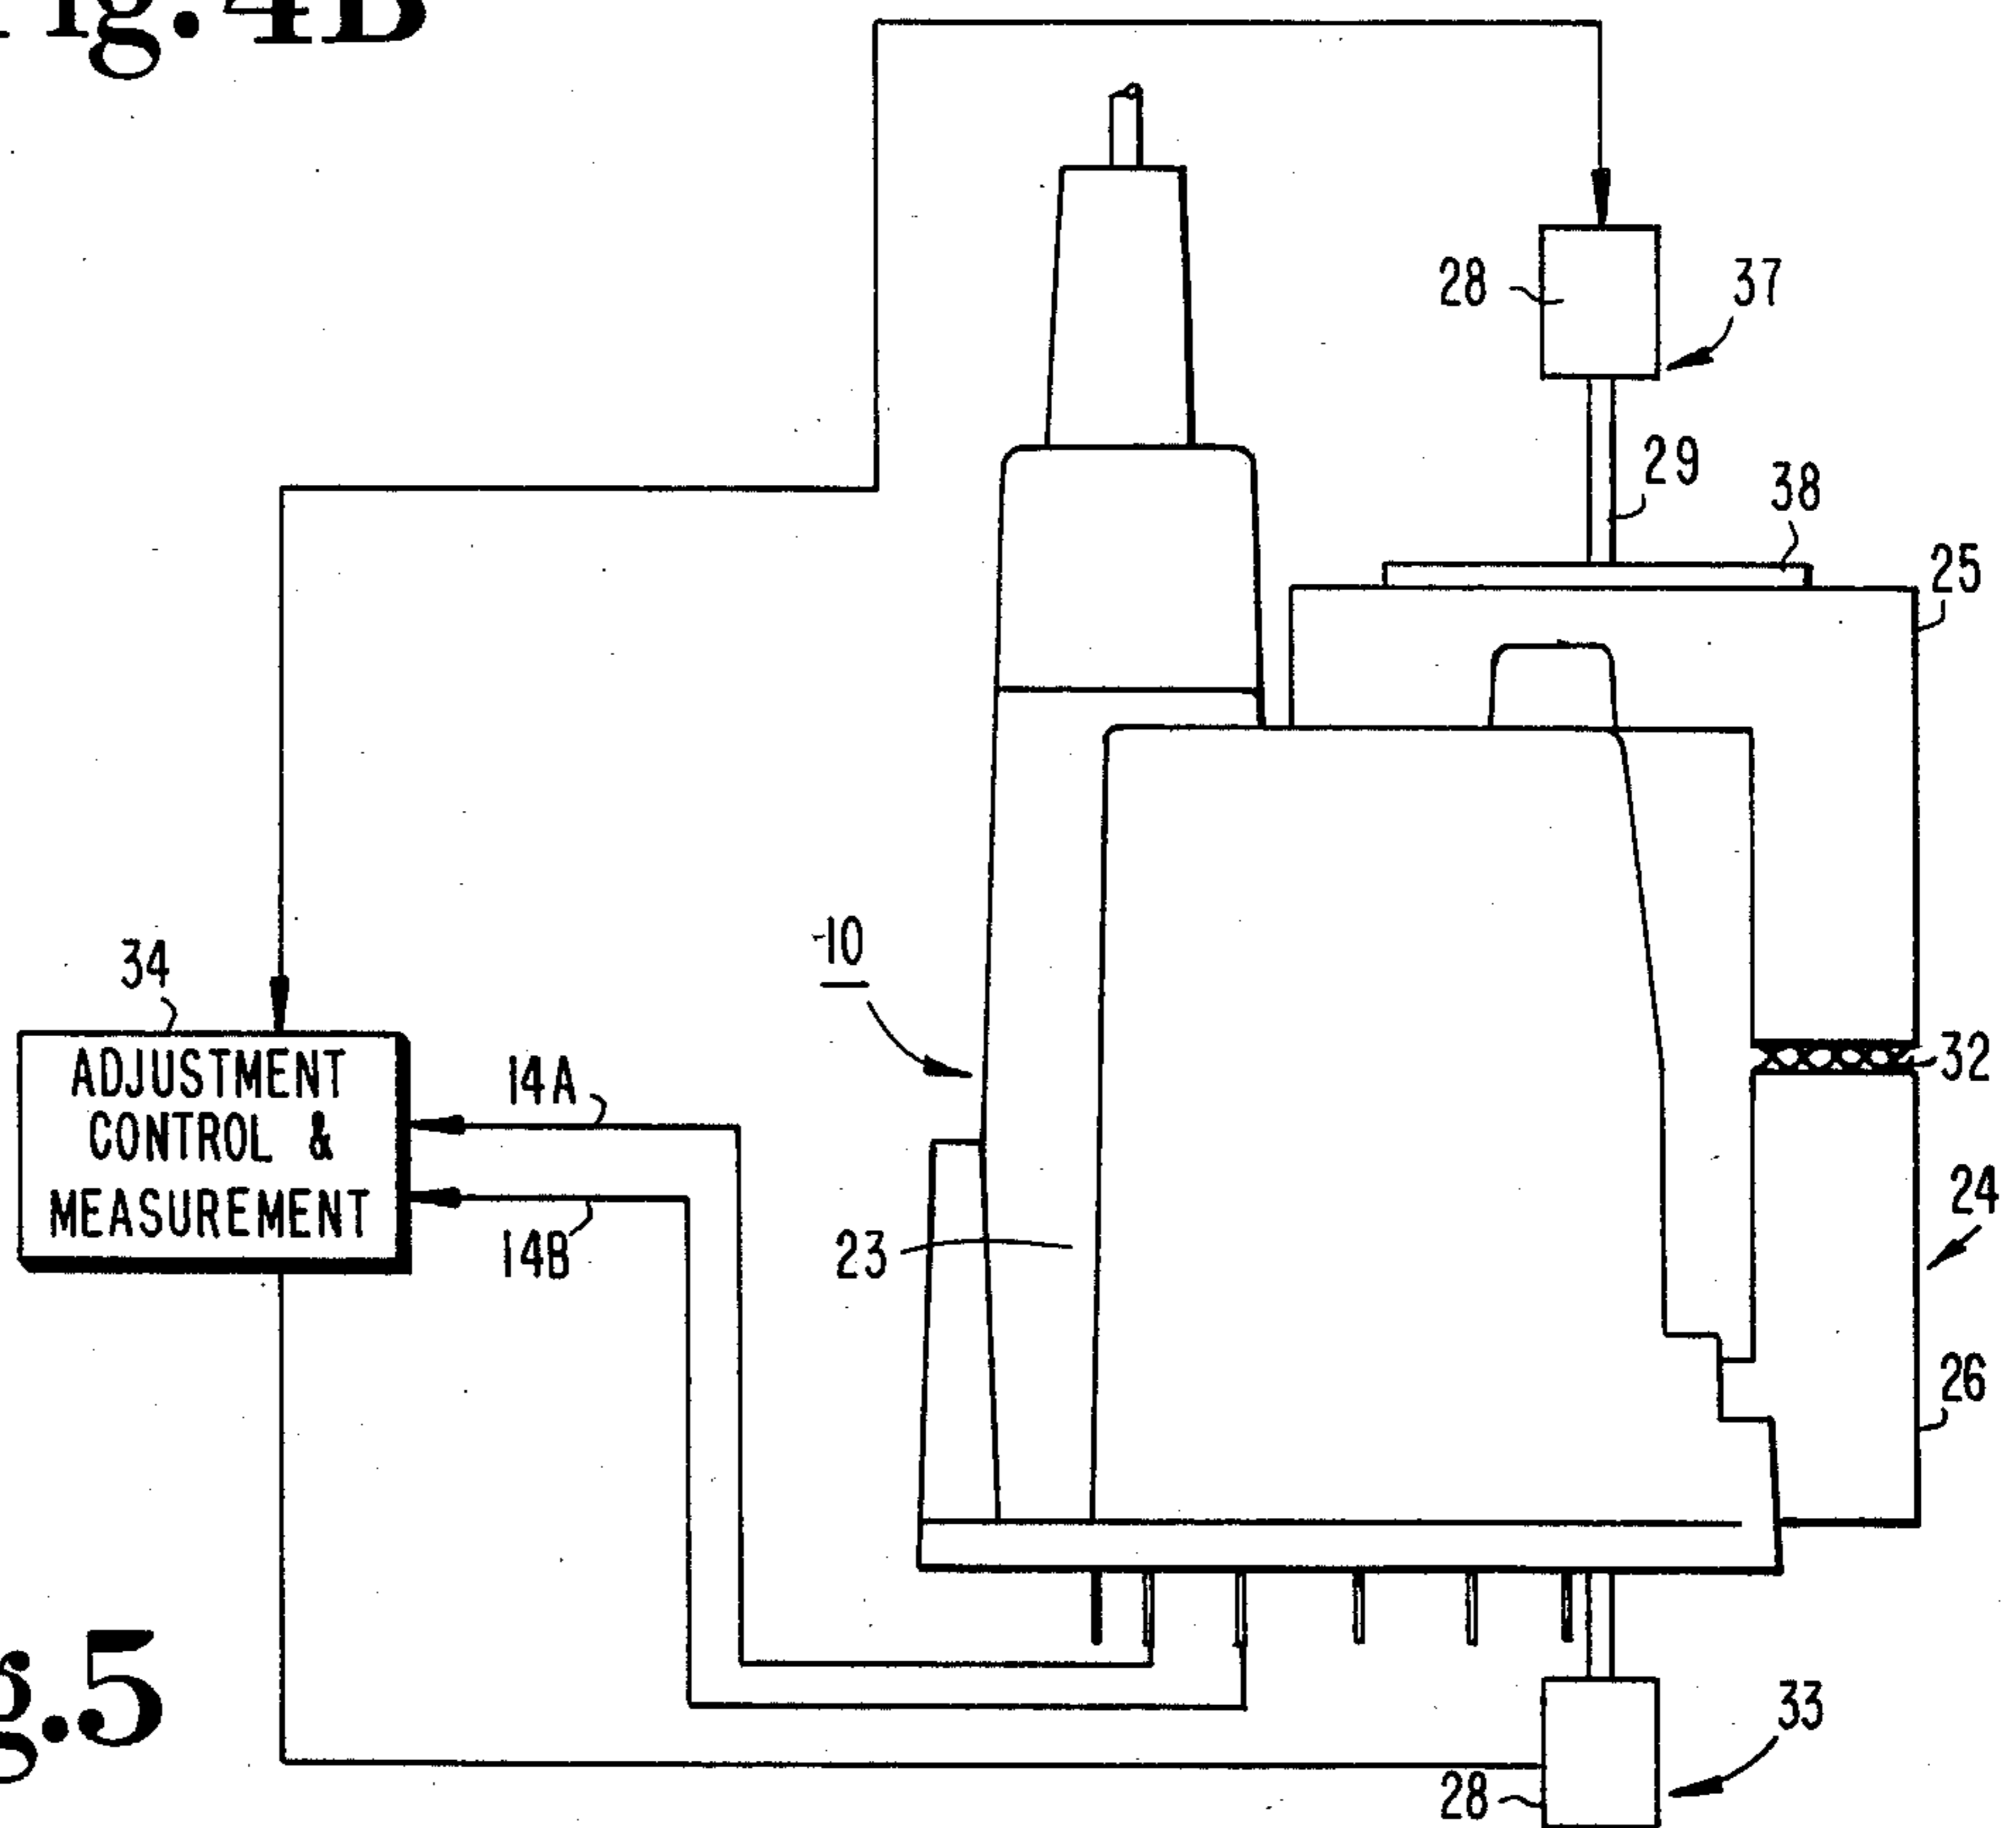 Fig. 4B
28
37
29
38
25
10
34
ADJUSTMENT
CONTROL &
MEASUREMENT
14A
14B
32
24
23
26
g.5
33
28